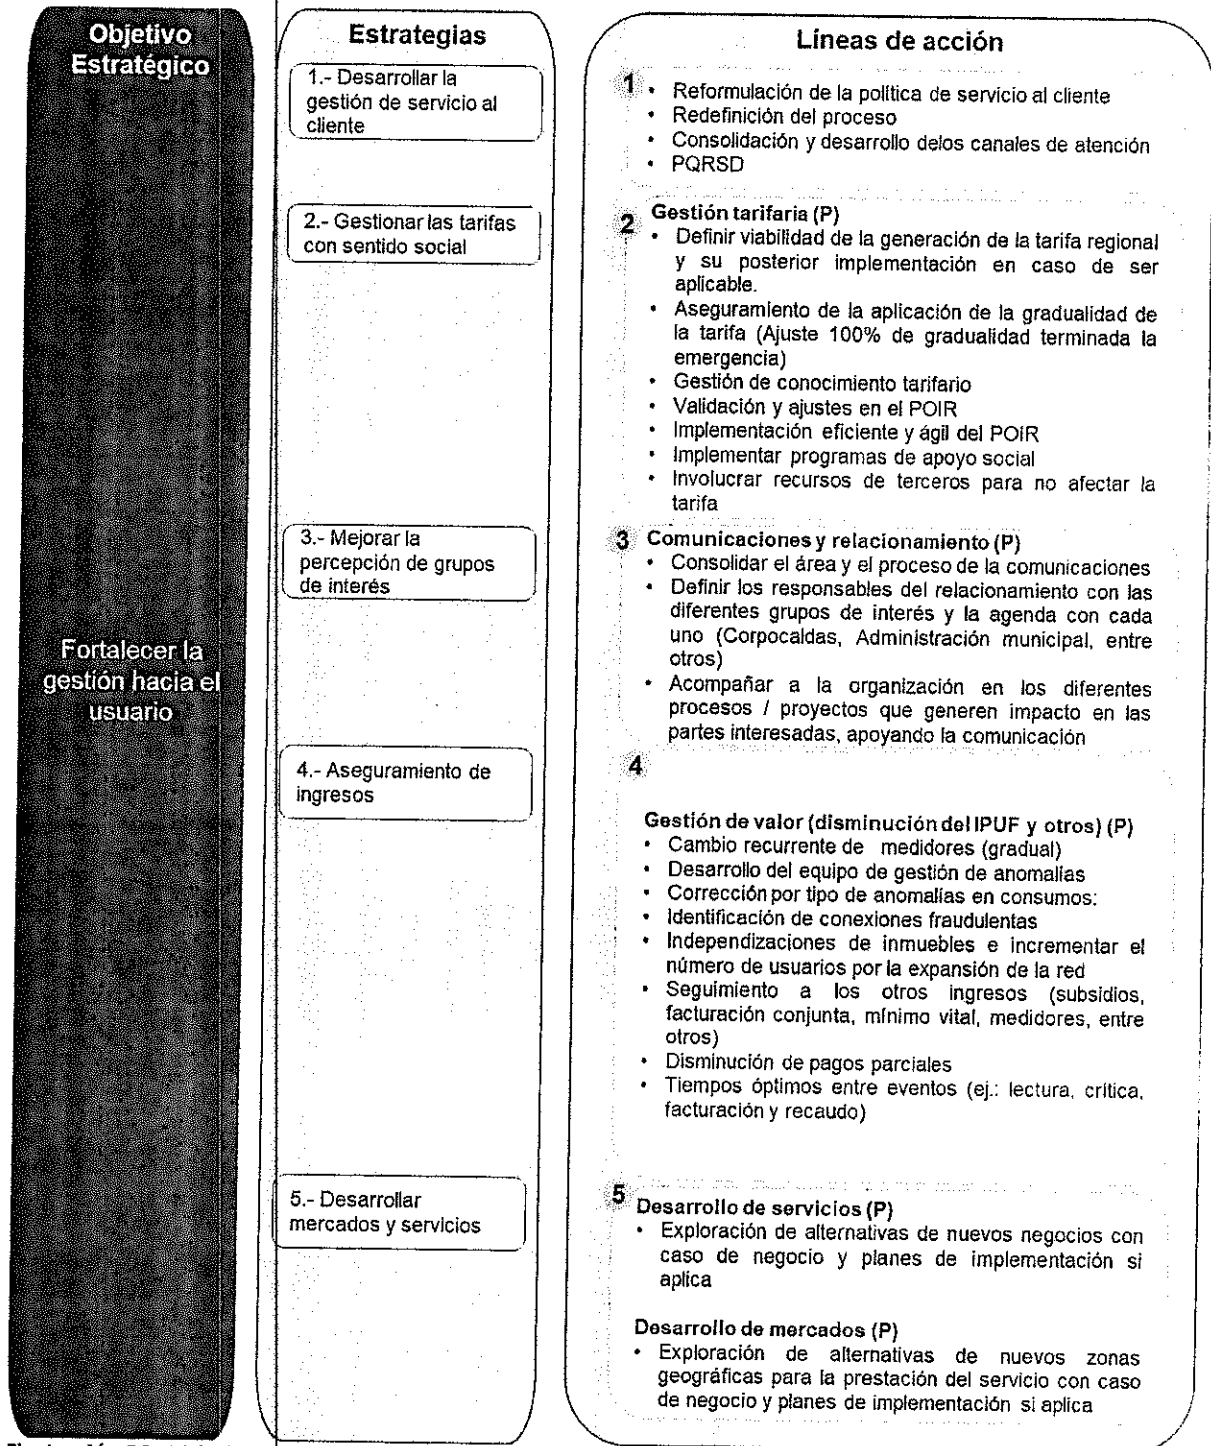 Objetivo
Estratégico
Fortalecer la
gestión hacia el
usuario
Estrategias
1.- Desarrollar la
gestión de servicio al
cliente
2.- Gestionar las tarifas
con sentido social
3.- Mejorar la
percepción de grupos
de interés
4.- Aseguramiento de
ingresos
5.- Desarrollar
mercados y servicios
Líneas de acción
1
• Reformulación de la política de servicio al cliente
• Redefinición del proceso
• Consolidación y desarrollo delos canales de atención
• PQRSD
2
Gestión tarifaria (P)
• Definir viabilidad de la generación de la tarifa regional
y su posterior implementación en caso de ser
aplicable.
• Aseguramiento de la aplicación de la gradualidad de
la tarifa (Ajuste 100% de gradualidad terminada la
emergencia)
• Gestión de conocimiento tarifario
• Validación y ajustes en el POIR
• Implementación eficiente y ágil del POIR
• Implementar programas de apoyo social
• Involucrar recursos de terceros para no afectar la
tarifa
3 Comunicaciones y relacionamiento (P)
• Consolidar el área y el proceso de la comunicaciones
• Definir los responsables del relacionamiento con las
diferentes grupos de interés y la agenda con cada
uno (Corpocaldas, Administración municipal, entre
otros)
• Acompañar a la organización en los diferentes
procesos / proyectos que generen impacto en las
partes interesadas, apoyando la comunicación
4
Gestión de valor (disminución del IPUF y otros) (P)
• Cambio recurrente de medidores (gradual)
• Desarrollo del equipo de gestión de anomalías
• Corrección por tipo de anomalías en consumos:
• Identificación de conexiones fraudulentas
• Independizaciones de inmuebles e incrementar el
número de usuarios por la expansión de la red
• Seguimiento a los otros ingresos (subsidios,
facturación conjunta, mínimo vital, medidores, entre
otros)
• Disminución de pagos parciales
• Tiempos óptimos entre eventos (ej.: lectura, crítica,
facturación y recaudo)
5
Desarrollo de servicios (P)
• Exploración de alternativas de nuevos negocios con
caso de negocio y planes de implementación si
aplica
Desarrollo de mercados (P)
• Exploración de alternativas de nuevos zonas
geográficas para la prestación del servicio con caso
de negocio y planes de implementación si aplica